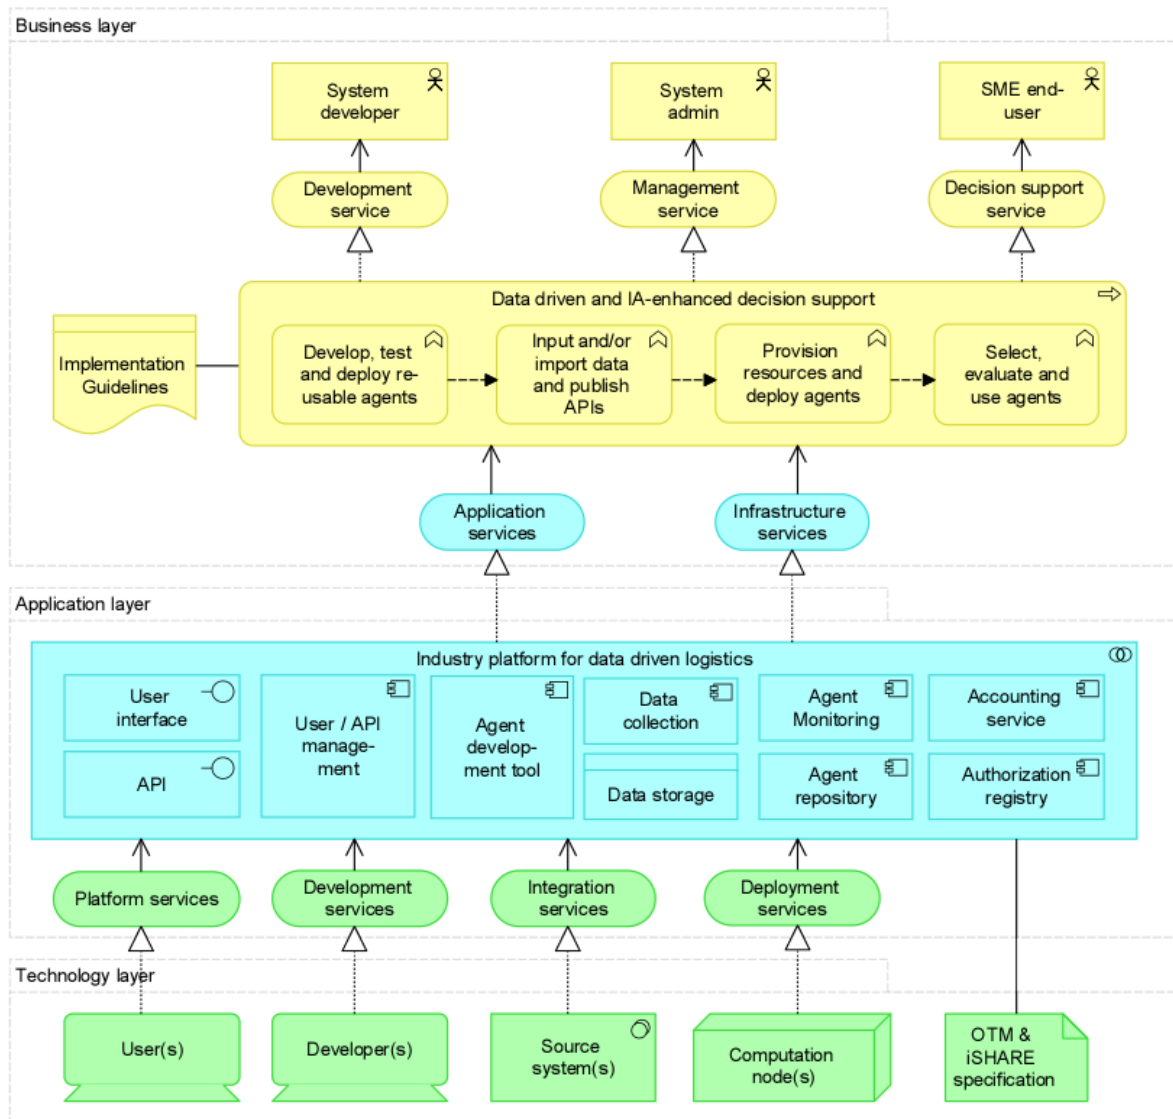 Business layer
System
developer
System
admin
SME end-
user
Development
service
Management
service
Decision support
service
Data driven and IA-enhanced decision support
Implementation
Guidelines
Develop, test
and deploy re-
usable agents
Input and/or
import data
and publish
APIs
Provision
resources and
deploy agents
Select,
evaluate and
use agents
Application
services
Infrastructure
services
Application layer
Industry platform for data driven logistics
User
interface
API
User / API
manage-
ment
Agent
develop-
ment tool
Data
collection
Data storage
Agent
Monitoring
Agent
repository
Accounting
service
Authorization
registry
Platform services
Development
services
Integration
services
Deployment
services
Technology layer
User(s)
Developer(s)
Source
system(s)
Computation
node(s)
OTM &
iSHARE
specification